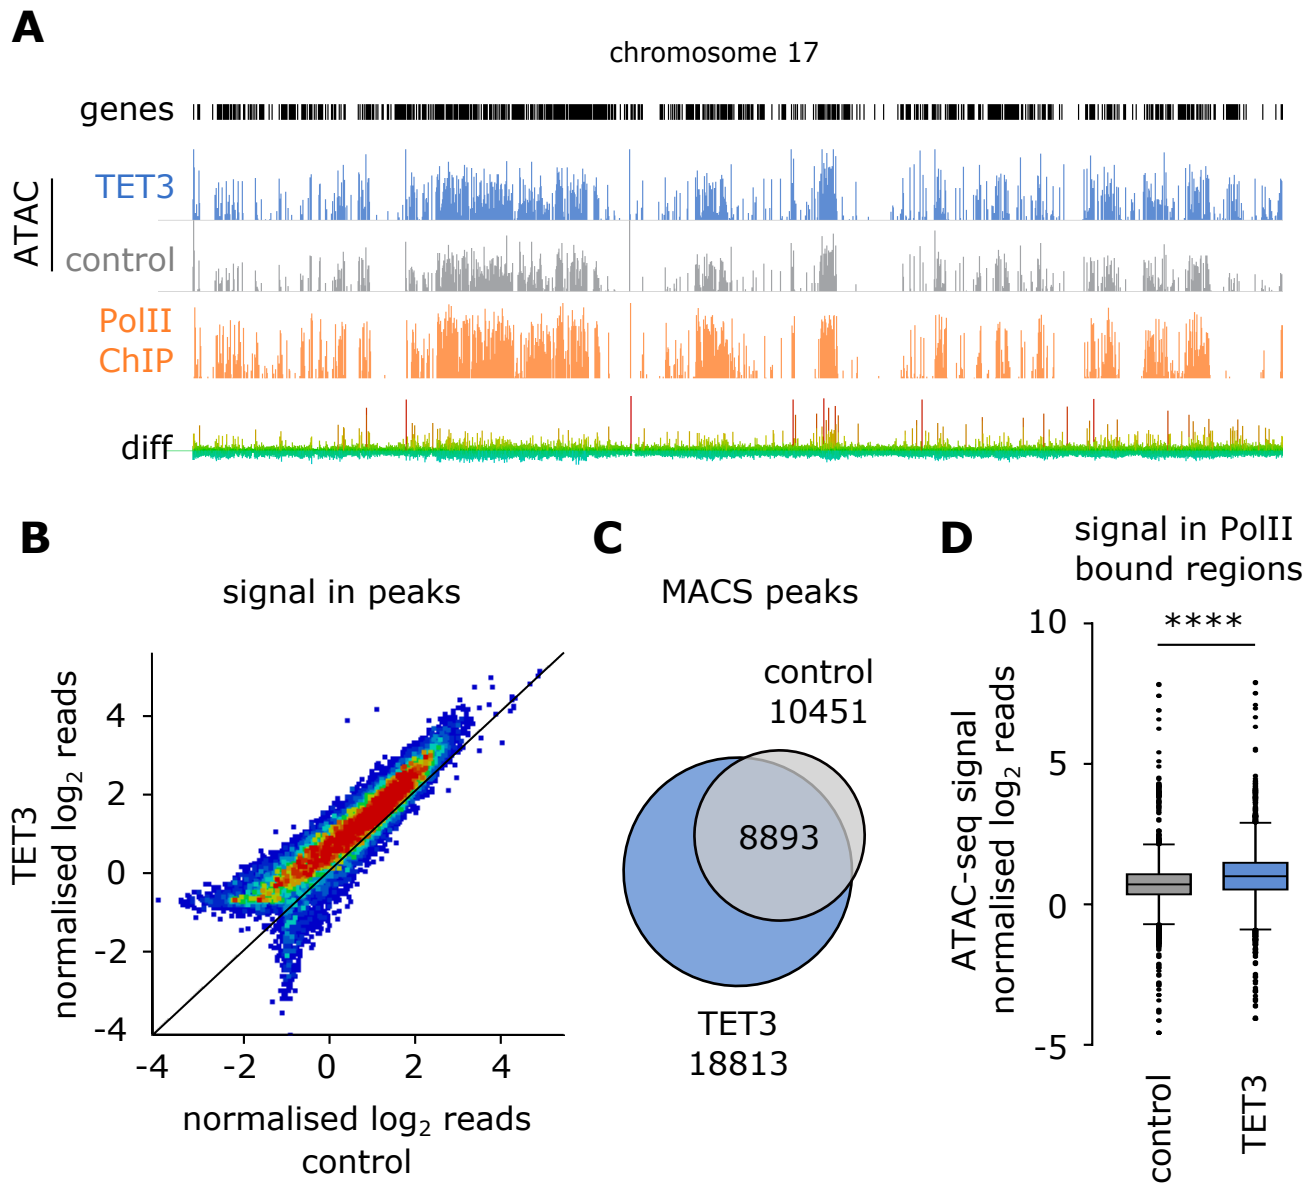 A
chromosome 17
genes
ATAC
TET3
control
PolII
ChIP
diff
B
signal in peaks
TET3
normalised log₂ reads
4
2
0
-2
-4
-4
-2
0
2
4
normalised log₂ reads
control
C
MACS peaks
control
10451
8893
TET3
18813
D
signal in PolII
bound regions
****
ATAC-seq signal
normalised log₂ reads
10
5
0
-5
control
TET3